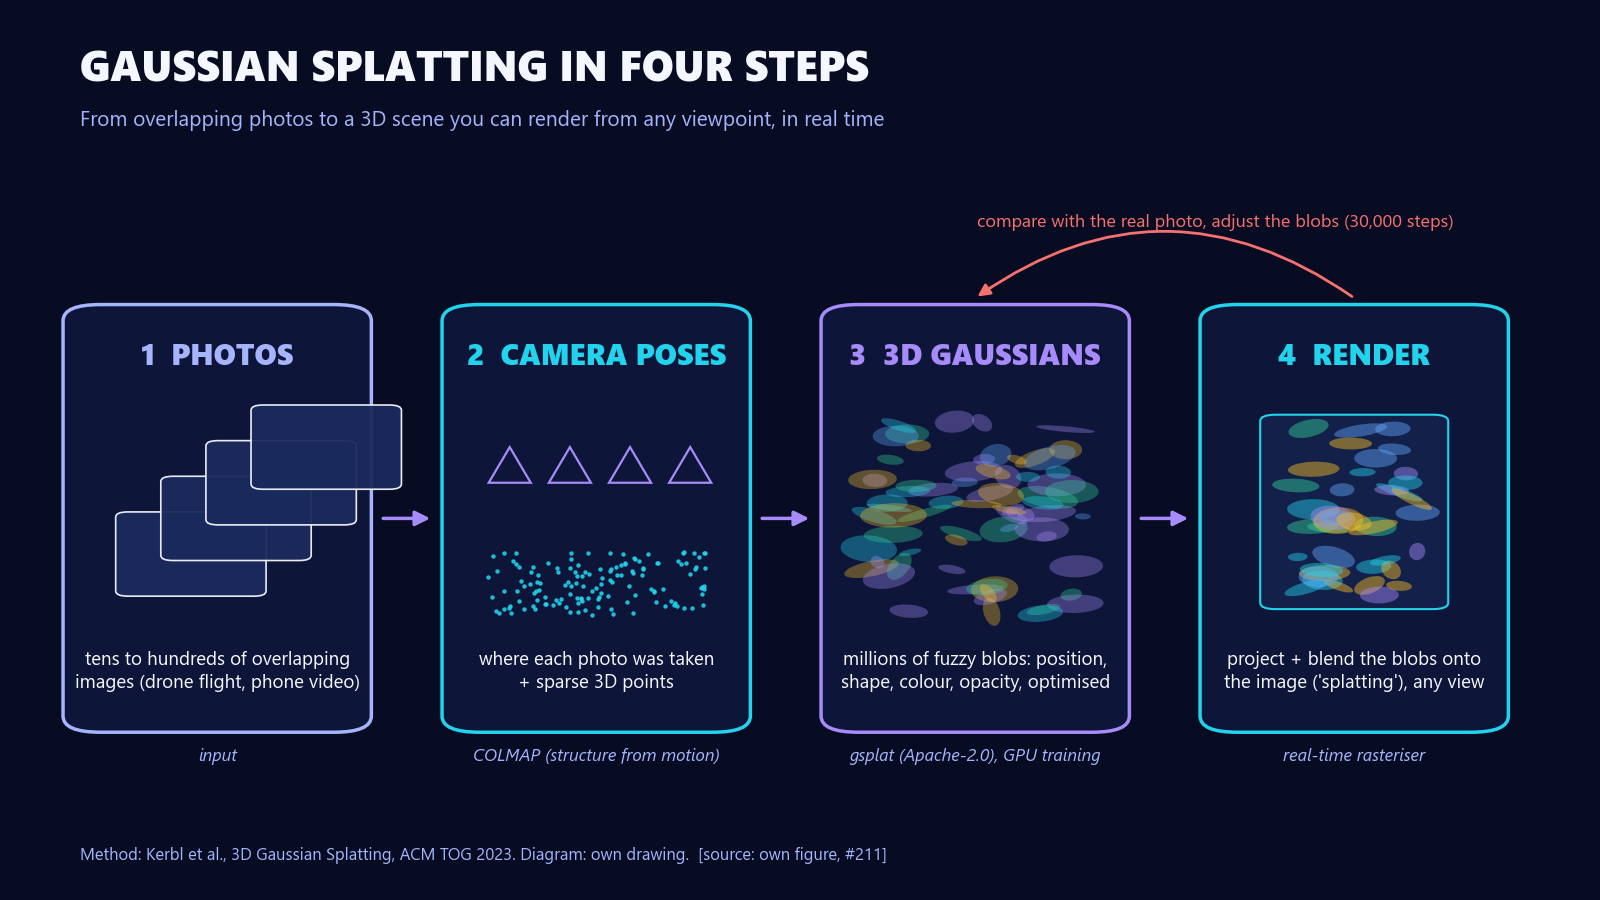 GAUSSIAN SPLATTING IN FOUR STEPS
From overlapping photos to a 3D scene you can render from any viewpoint, in real time
compare with the real photo, adjust the blobs (30,000 steps)
1 PHOTOS
tens to hundreds of overlapping
images (drone flight, phone video)
input
2 CAMERA POSES
where each photo was taken
+ sparse 3D points
COLMAP (structure from motion)
3 3D GAUSSIANS
millions of fuzzy blobs: position,
shape, colour, opacity, optimised
gsplat (Apache-2.0), GPU training
4 RENDER
project + blend the blobs onto
the image ('splatting'), any view
real-time rasteriser
Method: Kerbl et al., 3D Gaussian Splatting, ACM TOG 2023. Diagram: own drawing. [source: own figure, #211]